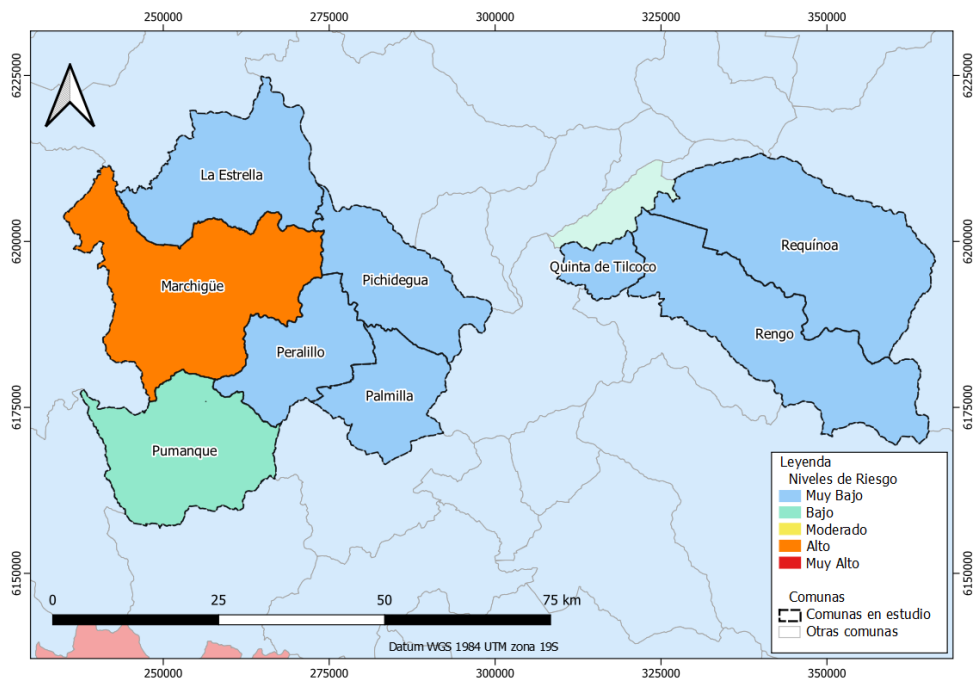 250000 275000 300000 325000 350000
6225000 6225000
La Estrella
6200000 6200000
Requínoa
Quinta de Tilcoco
Pichidegua
Marchigüe
Rengo
Peralillo
Palmilla
6175000 6175000
Pumanque
Leyenda
Niveles de Riesgo
Muy Bajo
Bajo
Moderado
Alto
Muy Alto
6150000 6150000
Comunas
Comunas en estudio
Otras comunas
0 25 50 75 km
Datum WGS 1984 UTM zona 19S
250000 275000 300000 325000 350000